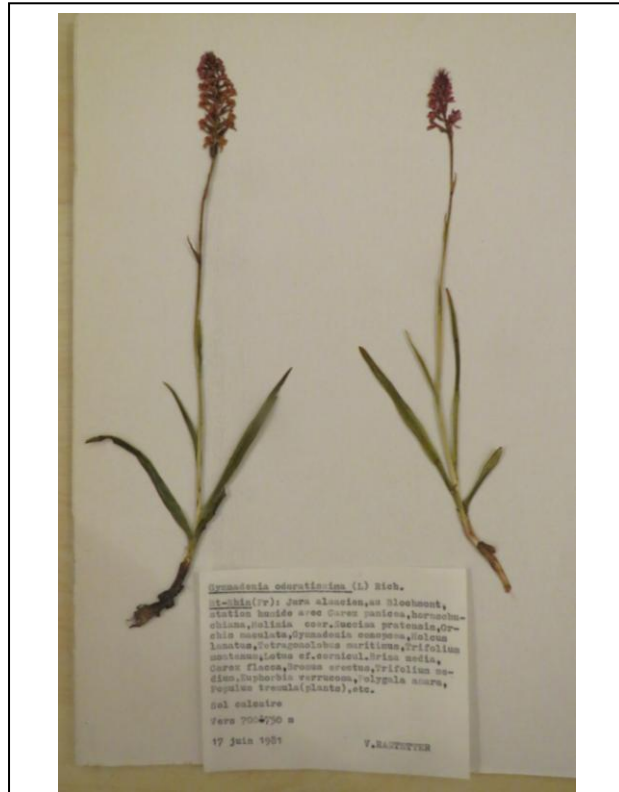 Gymnadenia odoratissima (L) Rich.
Ht-Rhin(Fr): Jura alsacien,au Blochmont,
station humide avec Carex panicea,hornschu-
chiana,Molinia coer.Succisa pratensis,Or-
chis maculata,Gymnadenia conopsea,Holcus
lanatus,Tetragonolobus maritimus,Trifolium
montanum,Lotus cf.cornicul.Briza media,
Carex flacca,Bromus erectus,Trifolium me-
dium,Euphorbia verrucosa,Polygala amara,
Populus tremula(plants).etc.
Sol calcaire
Vers 700-750 m
17 juin 1981 V.RASTETTER